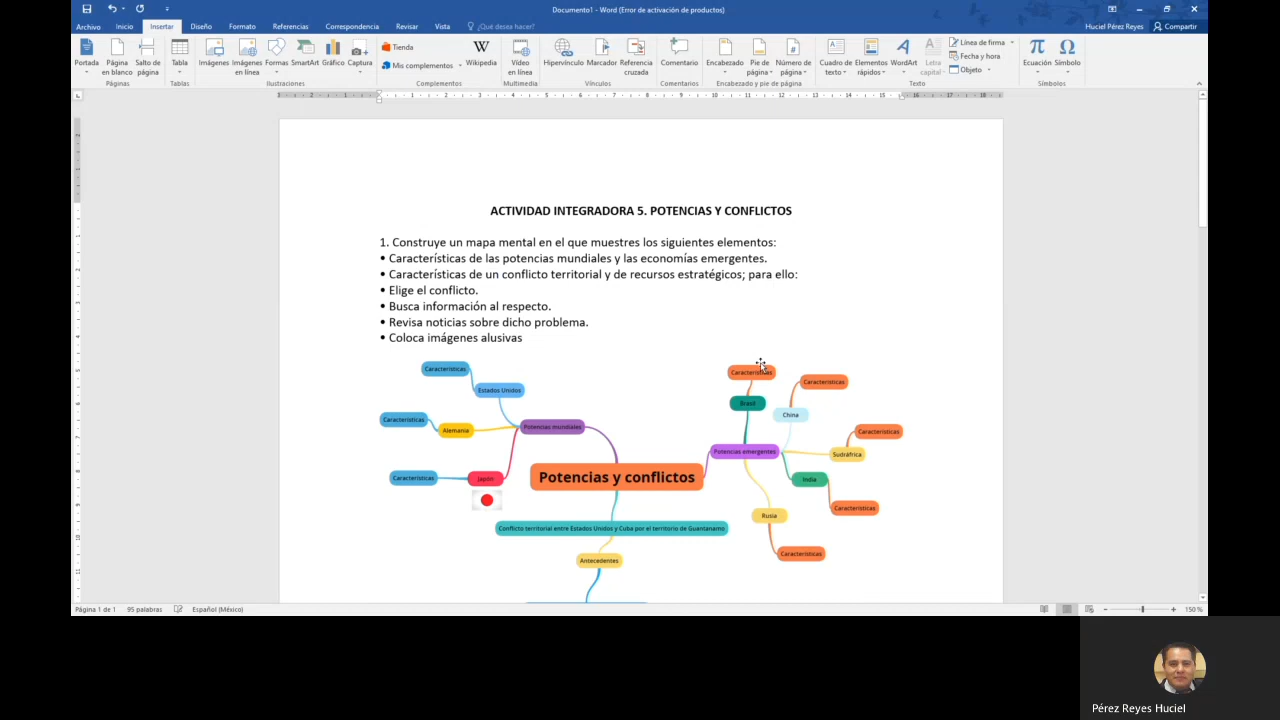 Documento1 - Word (Error de activación de productos)
Archivo Inicio Insertar Diseño Formato Referencias Correspondencia Revisar Vista ¿Qué desea hacer? Huciel Pérez Reyes Compartir
Portada Página en blanco Salto de página Tabla Imágenes Imágenes en línea Formas SmartArt Gráfico Captura Tienda Mis complementos Wikipedia Vídeo en línea Hipervínculo Marcador Referencia cruzada Comentario Encabezado Pie de página Número de página Cuadro de texto Elementos rápidos WordArt Letra capital Línea de firma Fecha y hora Objeto Ecuación Símbolo
Páginas Tablas Ilustraciones Complementos Multimedia Vínculos Comentarios Encabezado y pie de página Texto Símbolos
ACTIVIDAD INTEGRADORA 5. POTENCIAS Y CONFLICTOS
1. Construye un mapa mental en el que muestres los siguientes elementos:
• Características de las potencias mundiales y las economías emergentes.
• Características de un conflicto territorial y de recursos estratégicos; para ello:
• Elige el conflicto.
• Busca información al respecto.
• Revisa noticias sobre dicho problema.
• Coloca imágenes alusivas
Características
Estados Unidos
Características
Alemania
Potencias mundiales
Características
Japón
Potencias y conflictos
Características
Brasil
Características
China
Características
Sudráfrica
Potencias emergentes
India
Características
Rusia
Características
Conflicto territorial entre Estados Unidos y Cuba por el territorio de Guantanamo
Antecedentes
Página 1 de 1 95 palabras Español (México) 150 %
Pérez Reyes Huciel